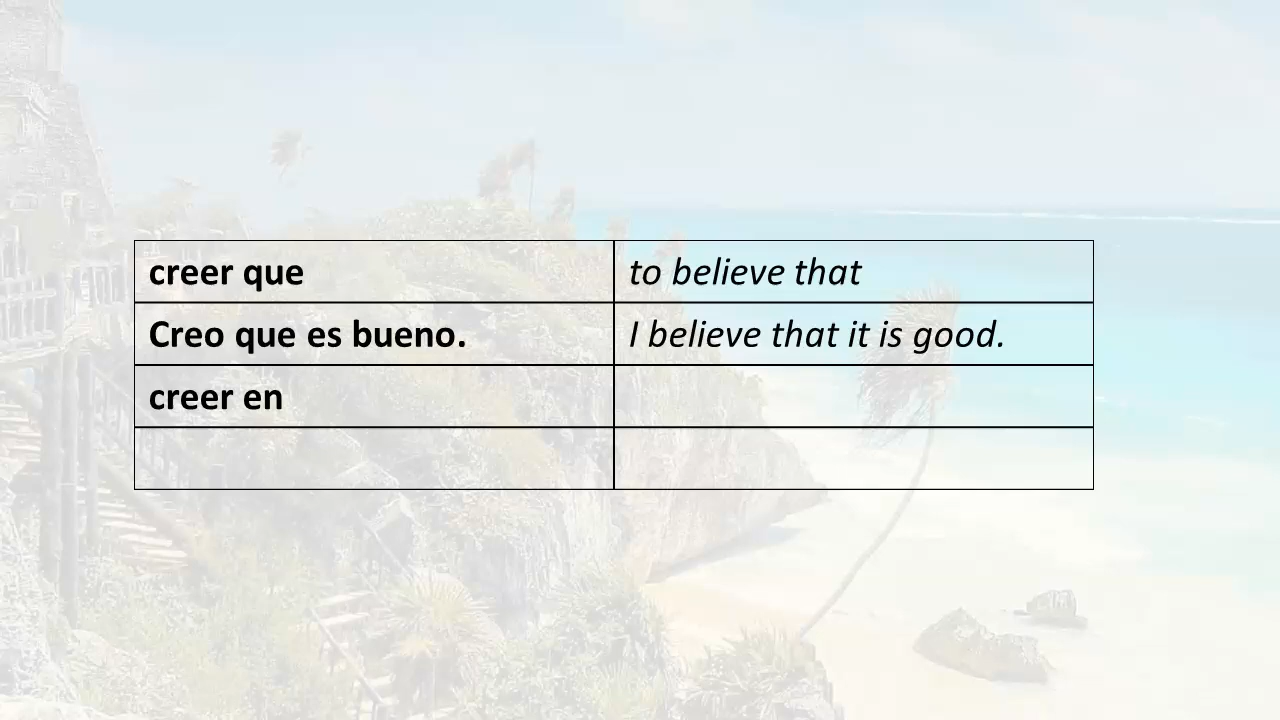 creer que
to believe that
Creo que es bueno.
I believe that it is good.
creer en